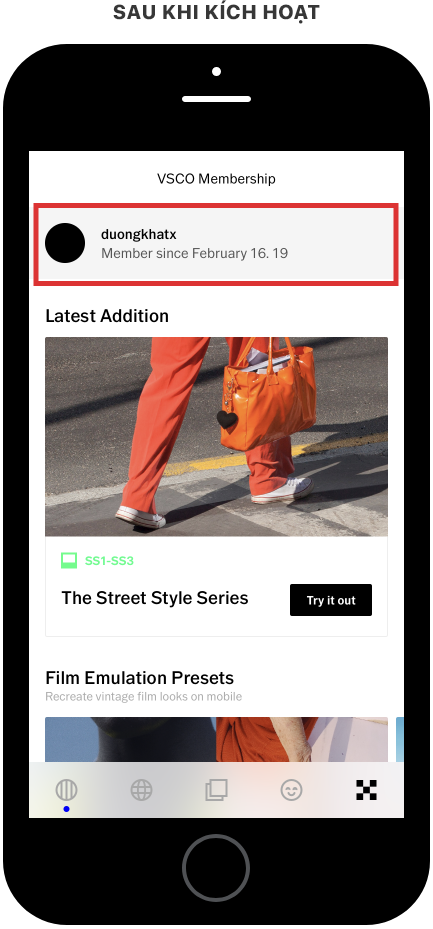 SAU KHI KÍCH HOẠT
VSCO Membership
duongkhatx
Member since February 16. 19
Latest Addition
SS1-SS3
The Street Style Series
Try it out
Film Emulation Presets
Recreate vintage film looks on mobile